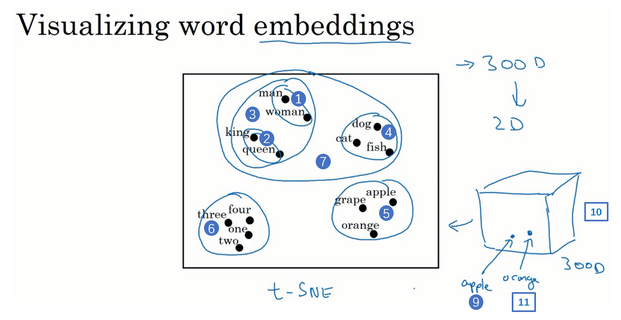 Visualizing word embeddings
→ 300D
2D
man 1
woman
3
king 2
queen
dog 4
cat
fish
7
apple
grape
5
orange
three four
6 one
two
10
300D
apple orange
9 11
t-SNE